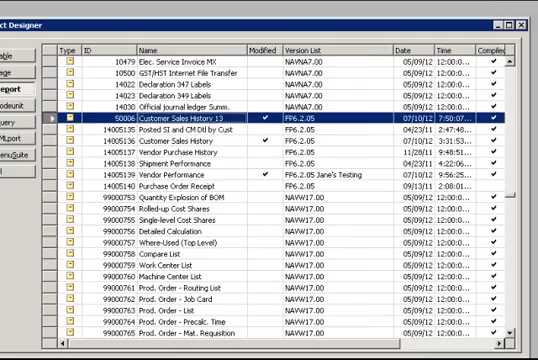 ct Designer
able
age
eport
odeunit
uery
MLport
enuSuite
ll
Type ID Name Modified Version List Date Time Compiled
10479 Elec. Service Invoice MX NAVNA7.00 05/09/12 12:00:0...
10500 GST/HST Internet File Transfer NAVNA7.00 05/09/12 12:00:0...
14022 Declaration 347 Labels NAVNA7.00 05/09/12 12:00:0...
14023 Declaration 349 Labels NAVNA7.00 05/09/12 12:00:0...
14030 Official journal ledger Summ. NAVNA7.00 05/09/12 12:00:0...
50006 Customer Sales History 13 FP6.2.05 07/10/12 7:50:07...
14005135 Posted SI and CM Dtl by Cust FP6.2.05 04/23/11 2:47:48...
14005136 Customer Sales History FP6.2.05 07/10/12 3:31:53...
14005137 Vendor Purchase History FP6.2.05 11/28/11 9:48:51...
14005138 Shipment Performance FP6.2.05 04/23/11 4:22:06...
14005139 Vendor Performance FP6.2.05 Jane's Testing 07/10/12 9:56:25...
14005140 Purchase Order Receipt FP6.2.05 09/13/11 2:08:01...
99000753 Quantity Explosion of BOM NAVW17.00 05/09/12 12:00:0...
99000754 Rolled-up Cost Shares NAVW17.00 05/09/12 12:00:0...
99000755 Single-level Cost Shares NAVW17.00 05/09/12 12:00:0...
99000756 Detailed Calculation NAVW17.00 05/09/12 12:00:0...
99000757 Where-Used (Top Level) NAVW17.00 05/09/12 12:00:0...
99000758 Compare List NAVW17.00 05/09/12 12:00:0...
99000759 Work Center List NAVW17.00 05/09/12 12:00:0...
99000760 Machine Center List NAVW17.00 05/09/12 12:00:0...
99000761 Prod. Order - Routing List NAVW17.00 05/09/12 12:00:0...
99000762 Prod. Order - Job Card NAVW17.00 05/09/12 12:00:0...
99000763 Prod. Order - List NAVW17.00 05/09/12 12:00:0...
99000764 Prod. Order - Precalc. Time NAVW17.00 05/09/12 12:00:0...
99000765 Prod. Order - Mat. Requisition NAVW17.00 05/09/12 12:00:0...